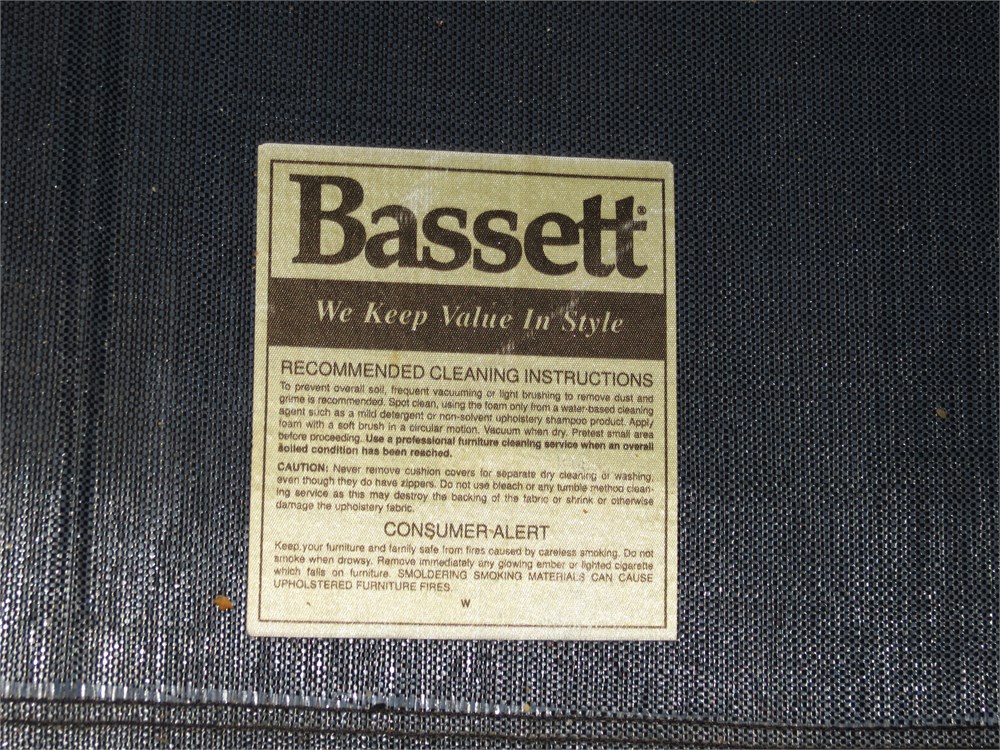 Bassett®
We Keep Value In Style
RECOMMENDED CLEANING INSTRUCTIONS
To prevent overall soil, frequent vacuuming or light brushing to remove dust and
grime is recommended. Spot clean, using the foam only from a water-based cleaning
agent such as a mild detergent or non-solvent upholstery shampoo product. Apply
foam with a soft brush in a circular motion. Vacuum when dry. Pretest small area
before proceeding. Use a professional furniture cleaning service when an overall
soiled condition has been reached.
CAUTION: Never remove cushion covers for separate dry cleaning or washing,
even though they do have zippers. Do not use bleach or any tumble method clean-
ing service as this may destroy the backing of the fabric or shrink or otherwise
damage the upholstery fabric.
CONSUMER ALERT
Keep your furniture and family safe from fires caused by careless smoking. Do not
smoke when drowsy. Remove immediately any glowing ember or lighted cigarette
which falls on furniture. SMOLDERING SMOKING MATERIALS CAN CAUSE
UPHOLSTERED FURNITURE FIRES.
W